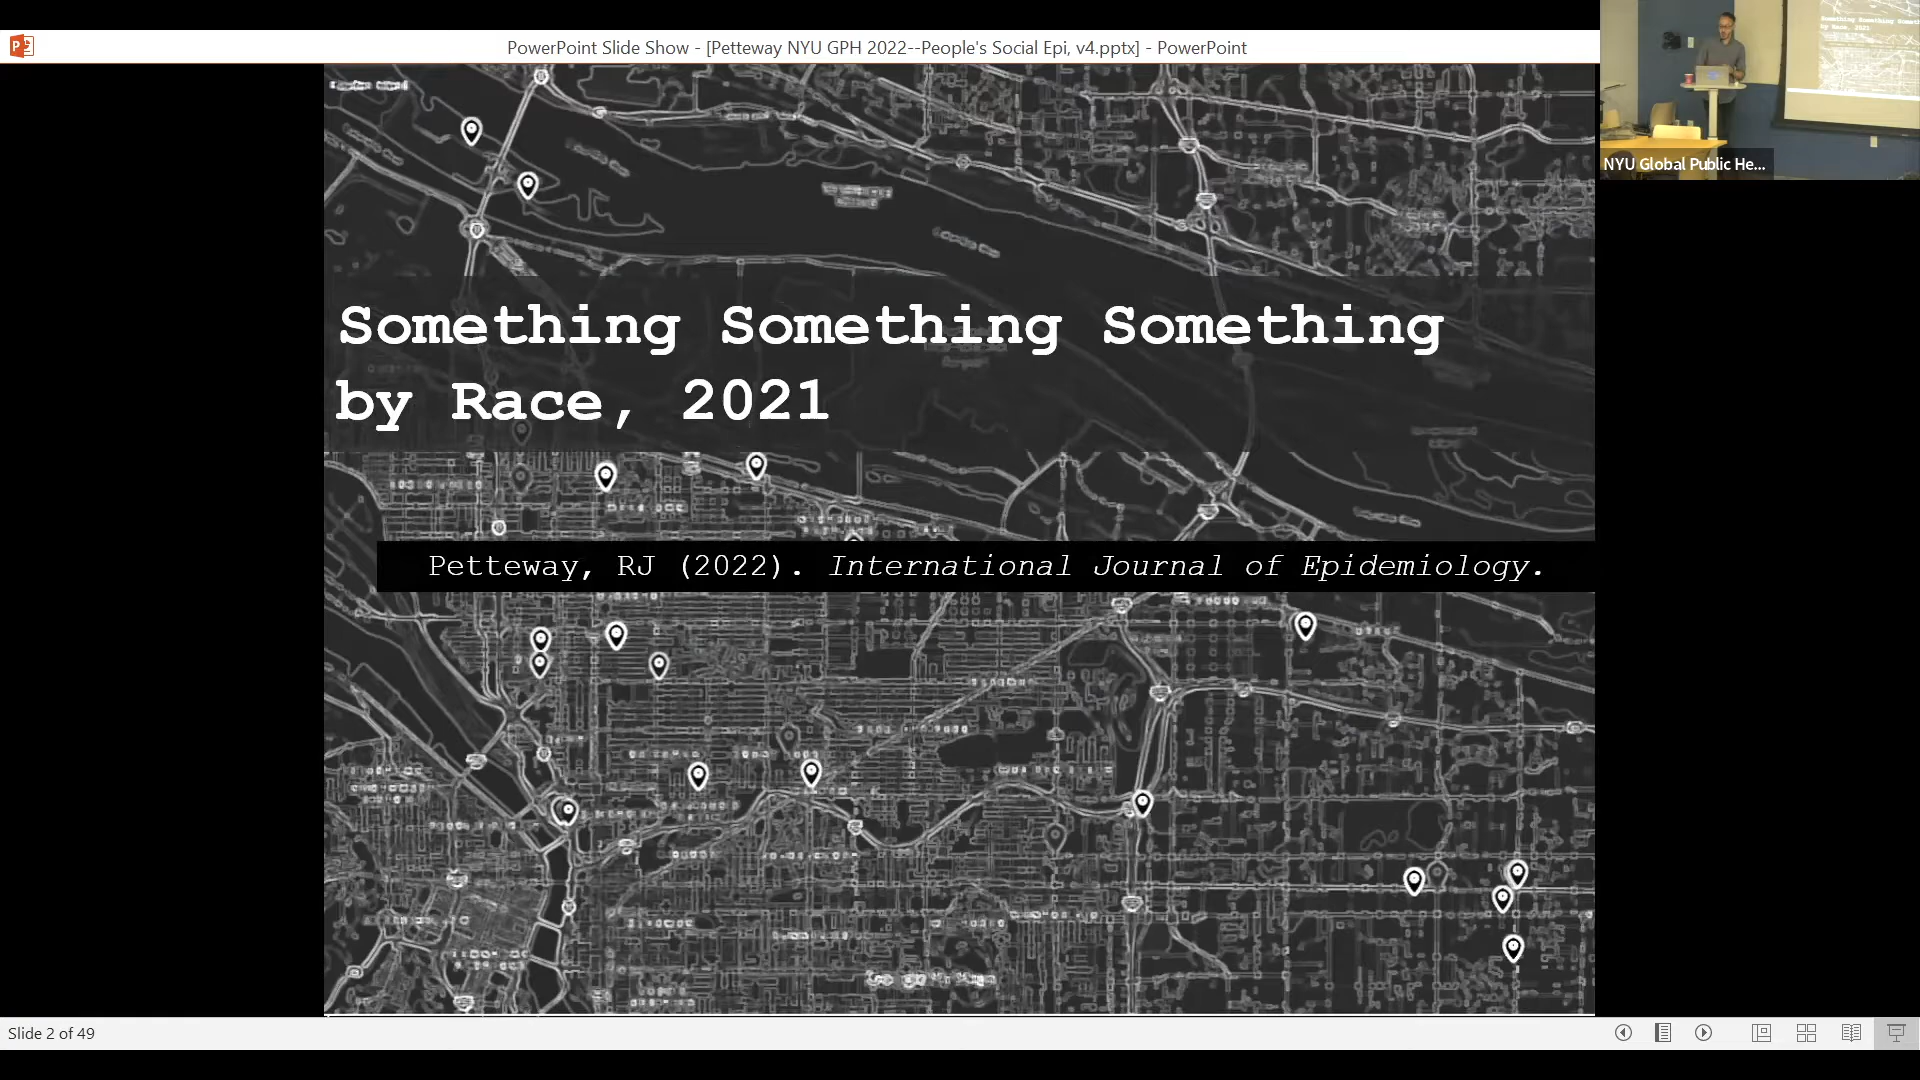 PowerPoint Slide Show - [Petteway NYU GPH 2022--People's Social Epi, v4.pptx] - PowerPoint
NYU Global Public He...
Something Something Something
by Race, 2021
Petteway, RJ (2022). International Journal of Epidemiology.
Slide 2 of 49